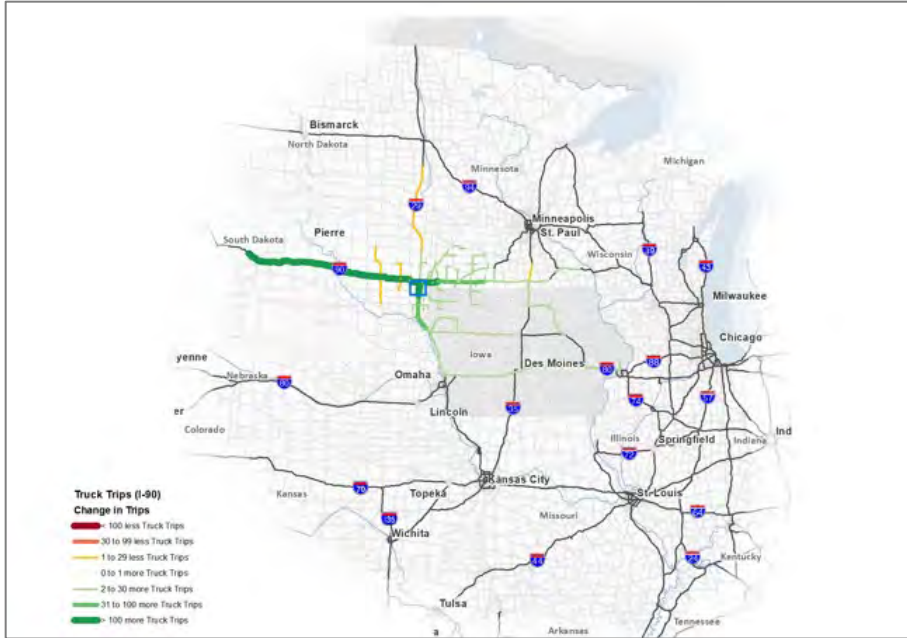 Bismarck
North Dakota
Minnesota
Michigan
94
29
Minneapolis
St. Paul
Pierre
South Dakota
Wisconsin
39
43
90
Milwaukee
Chicago
Iowa
Des Moines
80
88
yenne
Nebraska
80
Omaha
Lincoln
35
74
57
er
Colorado
Illinois
Springfield
Indiana
Ind
72
Kansas
70
Topeka
Kansas City
St. Louis
Missouri
64
35
Wichita
44
24
Kentucky
Tulsa
Arkansas
Tennessee
a
r
Truck Trips (I-90)
Change in Trips
< 100 less Truck Trips
30 to 99 less Truck Trips
1 to 29 less Truck Trips
0 to 1 more Truck Trips
2 to 30 more Truck Trips
31 to 100 more Truck Trips
> 100 more Truck Trips